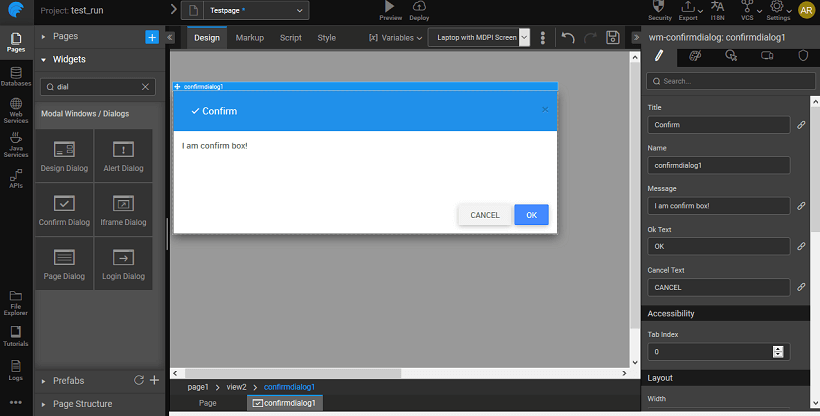 Project: test_run
Testpage *
Preview
Deploy
Security
Export
I18N
VCS
Settings
AR
Pages
Databases
Web
Services
Java
Services
APIs
File
Explorer
Tutorials
Logs
Pages
Widgets
dial
Modal Windows / Dialogs
Design Dialog
Alert Dialog
Confirm Dialog
Iframe Dialog
Page Dialog
Login Dialog
Prefabs
Page Structure
Design
Markup
Script
Style
[x] Variables
Laptop with MDPI Screen
confirmdialog1
Confirm
I am confirm box!
CANCEL
OK
page1 > view2 > confirmdialog1
Page
confirmdialog1
wm-confirmdialog: confirmdialog1
Search...
Title
Confirm
Name
confirmdialog1
Message
I am confirm box!
Ok Text
OK
Cancel Text
CANCEL
Accessibility
Tab Index
0
Layout
Width